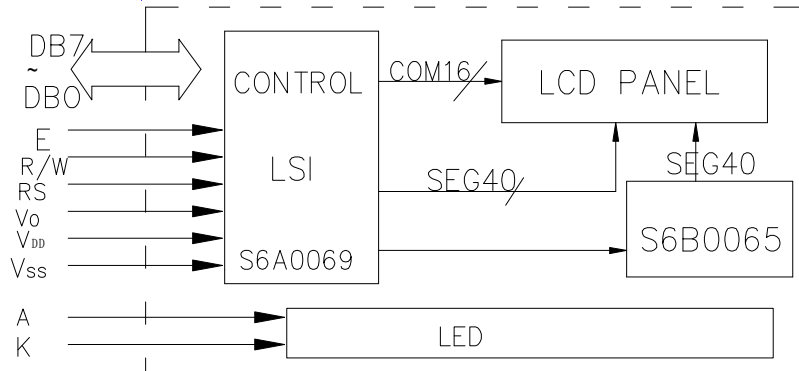 DB7
~
DB0
E
R/W
RS
Vo
VDD
Vss
A
K
CONTROL
LSI
S6A0069
COM16
SEG40
LCD PANEL
SEG40
S6B0065
LED